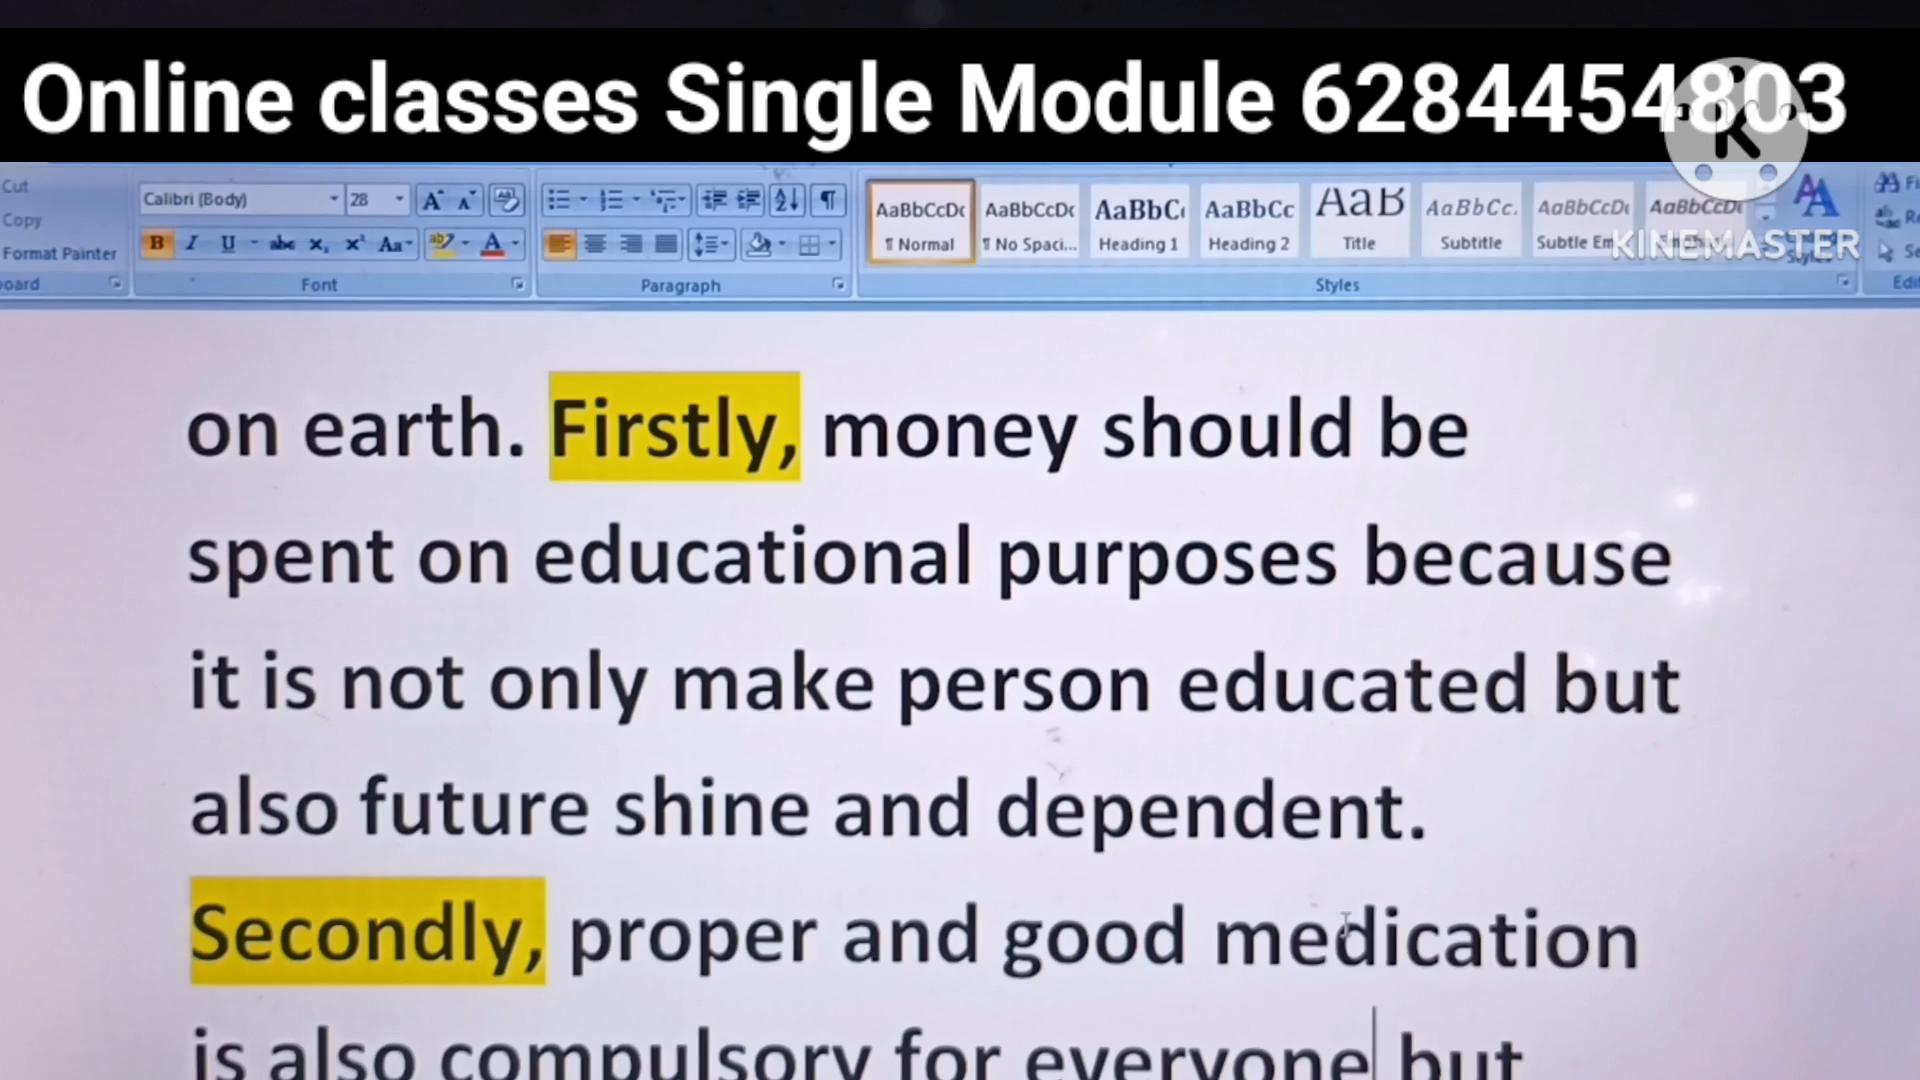 Online classes Single Module 6284454803
Cut
Copy
Format Painter
oard
Calibri (Body)
28
Font
Paragraph
AaBbCcDc
¶ Normal
AaBbCcDc
¶ No Spaci...
AaBbC
Heading 1
AaBbCc
Heading 2
AaB
Title
AaBbCc.
Subtitle
AaBbCcDc
Subtle Em
AaBbCcDc
Styles
KINEMASTER
on earth. Firstly, money should be
spent on educational purposes because
it is not only make person educated but
also future shine and dependent.
Secondly, proper and good medication
is also compulsory for everyone but